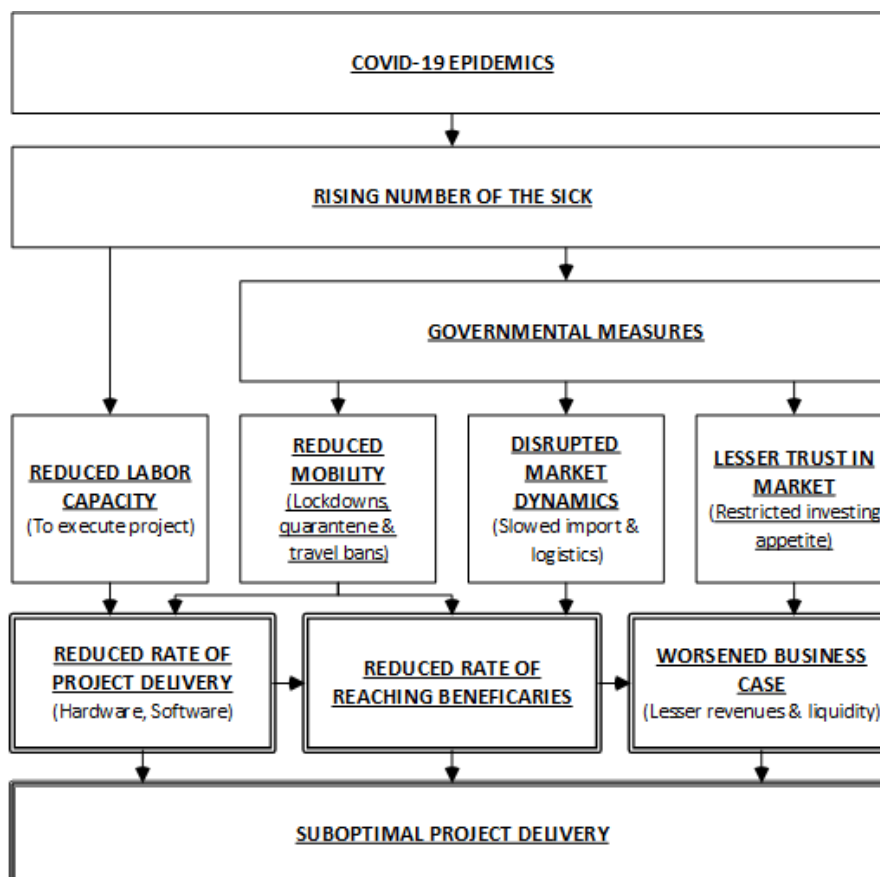 COVID-19 EPIDEMICS
RISING NUMBER OF THE SICK
GOVERNMENTAL MEASURES
REDUCED LABOR
CAPACITY
(To execute project)
REDUCED
MOBILITY
(Lockdowns,
quarantene &
travel bans)
DISRUPTED
MARKET
DYNAMICS
(Slowed import &
logistics)
LESSER TRUST IN
MARKET
(Restricted investing
appetite)
REDUCED RATE OF
PROJECT DELIVERY
(Hardware, Software)
REDUCED RATE OF
REACHING BENEFICARIES
WORSENED BUSINESS
CASE
(Lesser revenues & liquidity)
SUBOPTIMAL PROJECT DELIVERY